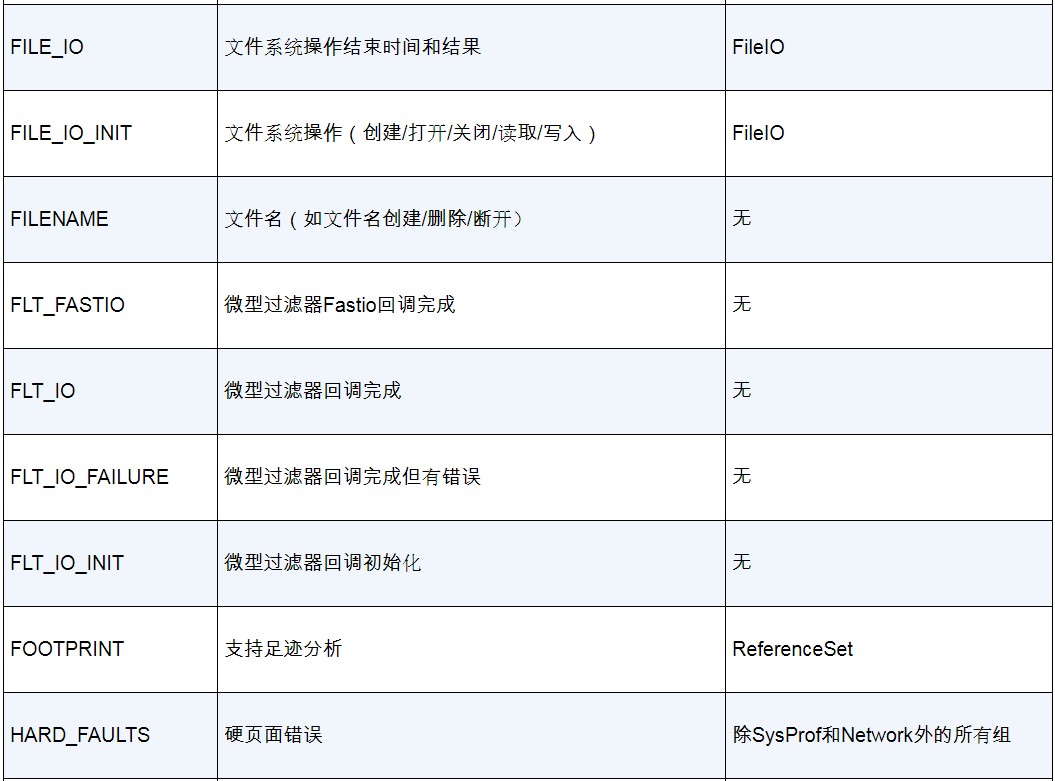 FILE_IO 文件系统操作结束时间和结果 FileIO
FILE_IO_INIT 文件系统操作（创建/打开/关闭/读取/写入） FileIO
FILENAME 文件名（如文件名创建/删除/断开） 无
FLT_FASTIO 微型过滤器Fastio回调完成 无
FLT_IO 微型过滤器回调完成 无
FLT_IO_FAILURE 微型过滤器回调完成但有错误 无
FLT_IO_INIT 微型过滤器回调初始化 无
FOOTPRINT 支持足迹分析 ReferenceSet
HARD_FAULTS 硬页面错误 除SysProf和Network外的所有组